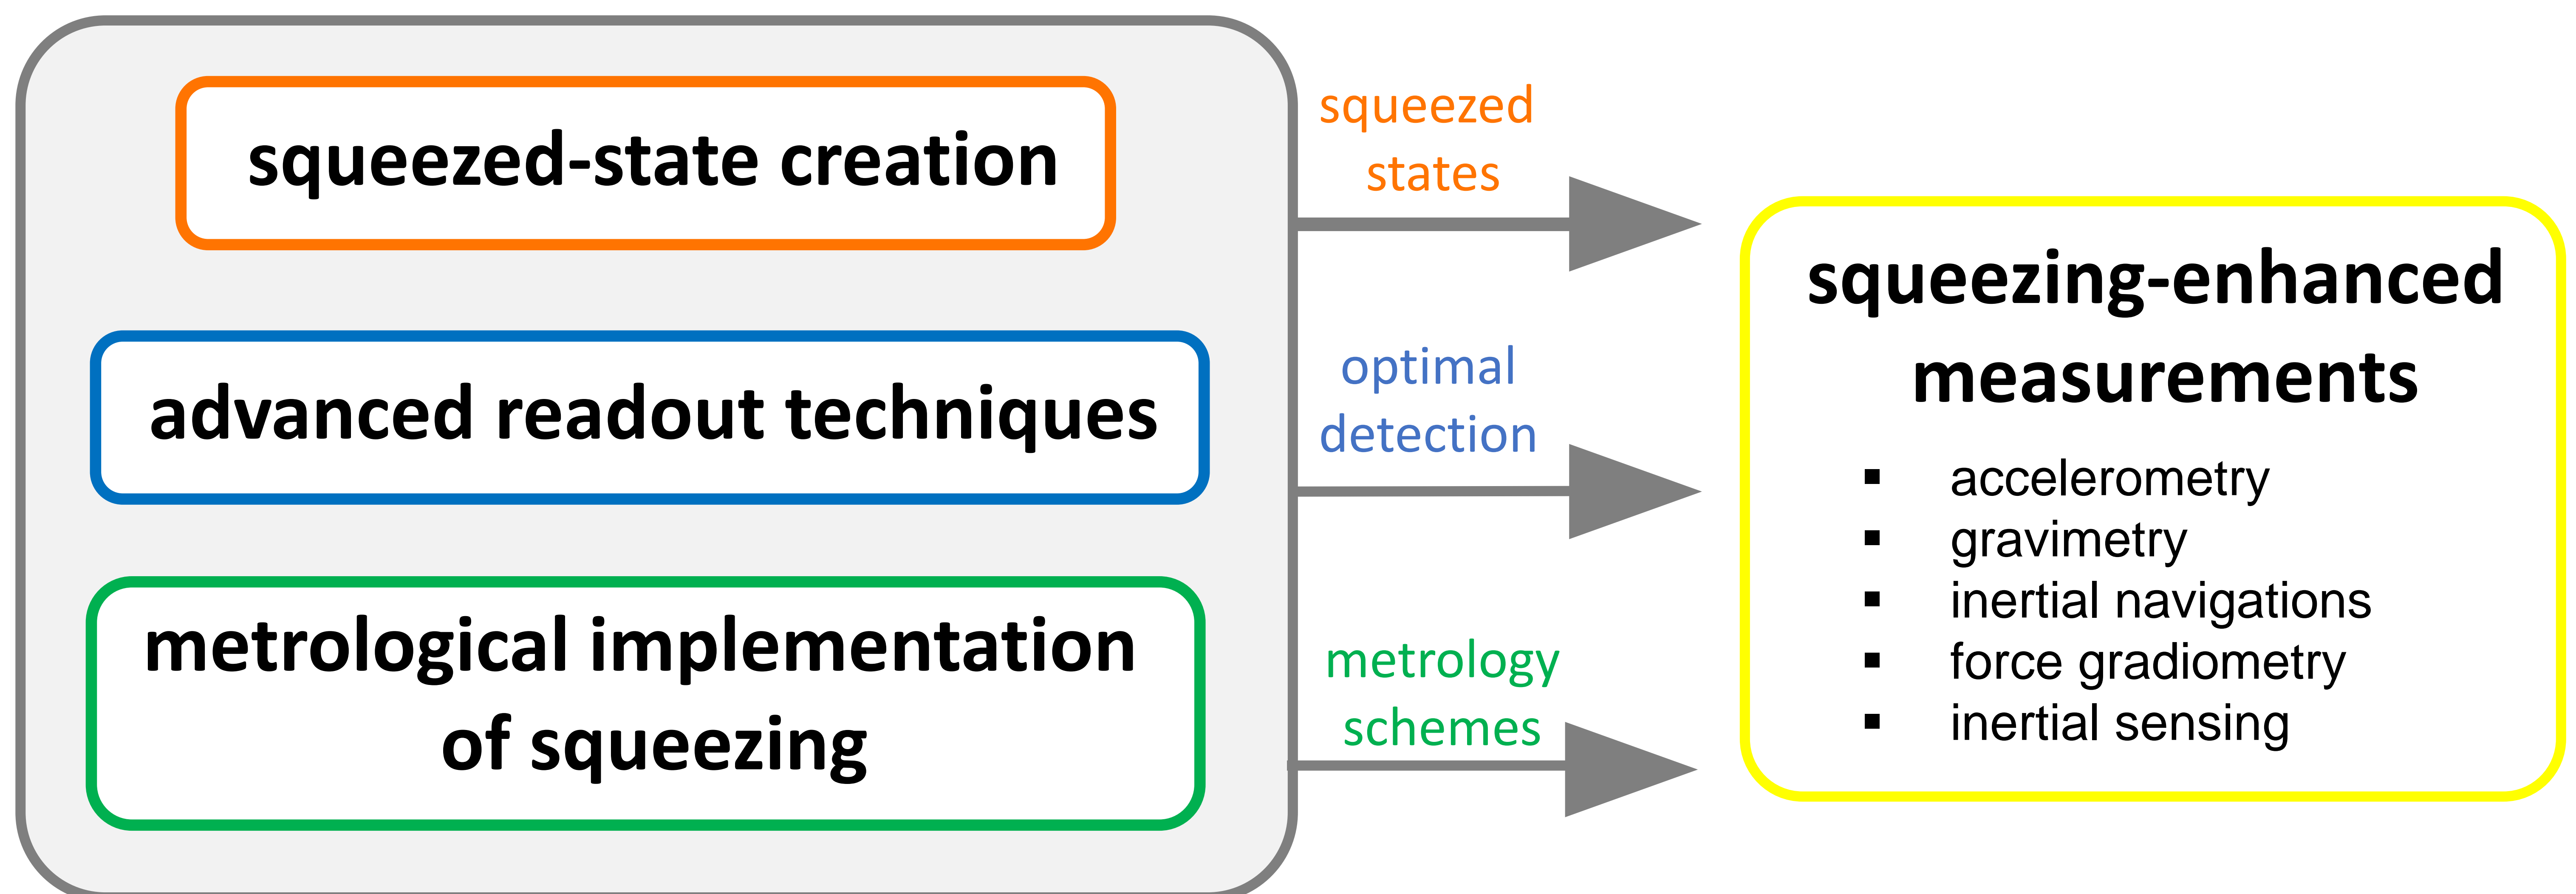 squeezed-state creation
advanced readout techniques
metrological implementation
of squeezing
squeezed
states
optimal
detection
metrology
schemes
squeezing-enhanced
measurements
▪ accelerometry
▪ gravimetry
▪ inertial navigations
▪ force gradiometry
▪ inertial sensing